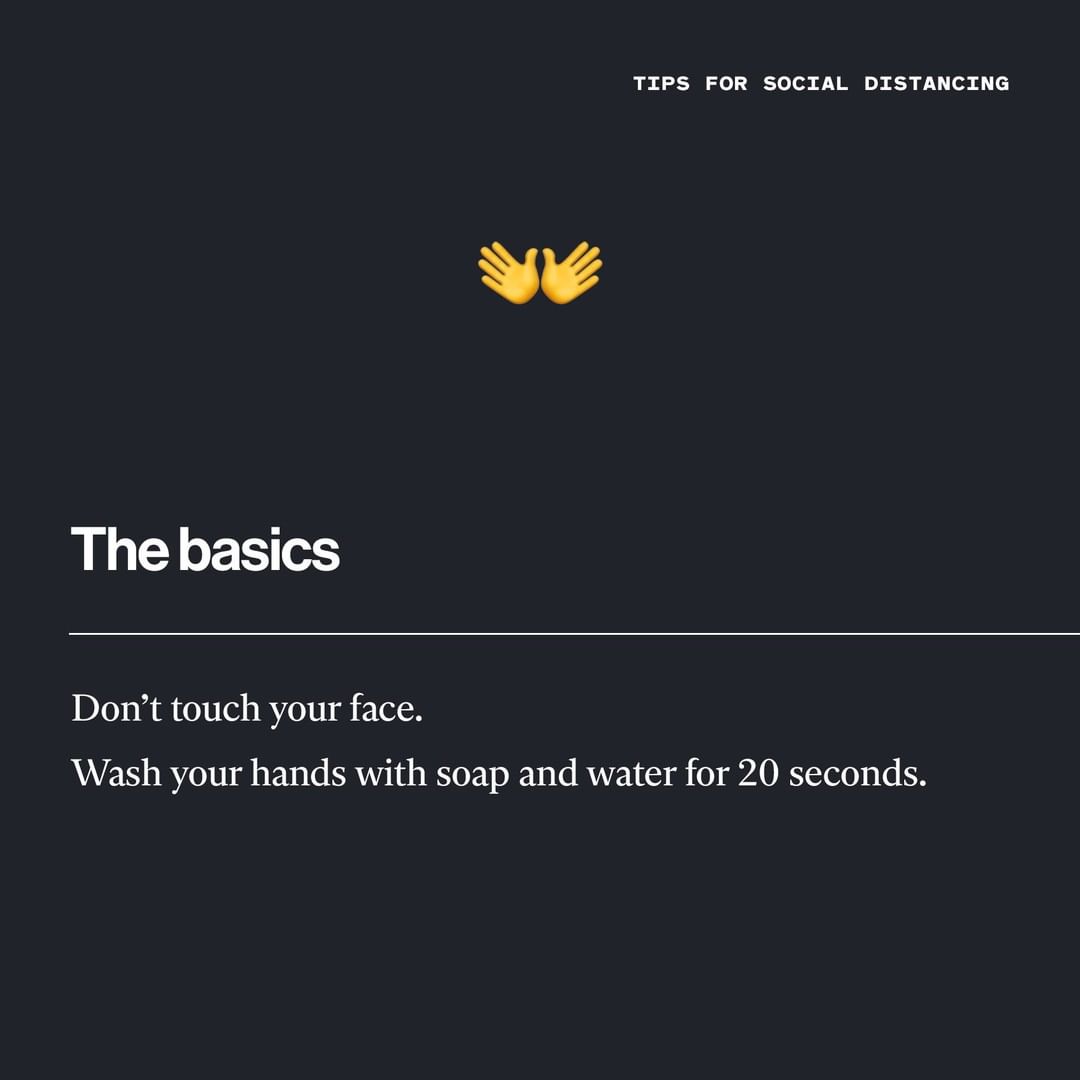 TIPS FOR SOCIAL DISTANCING
The basics
Don’t touch your face.
Wash your hands with soap and water for 20 seconds.